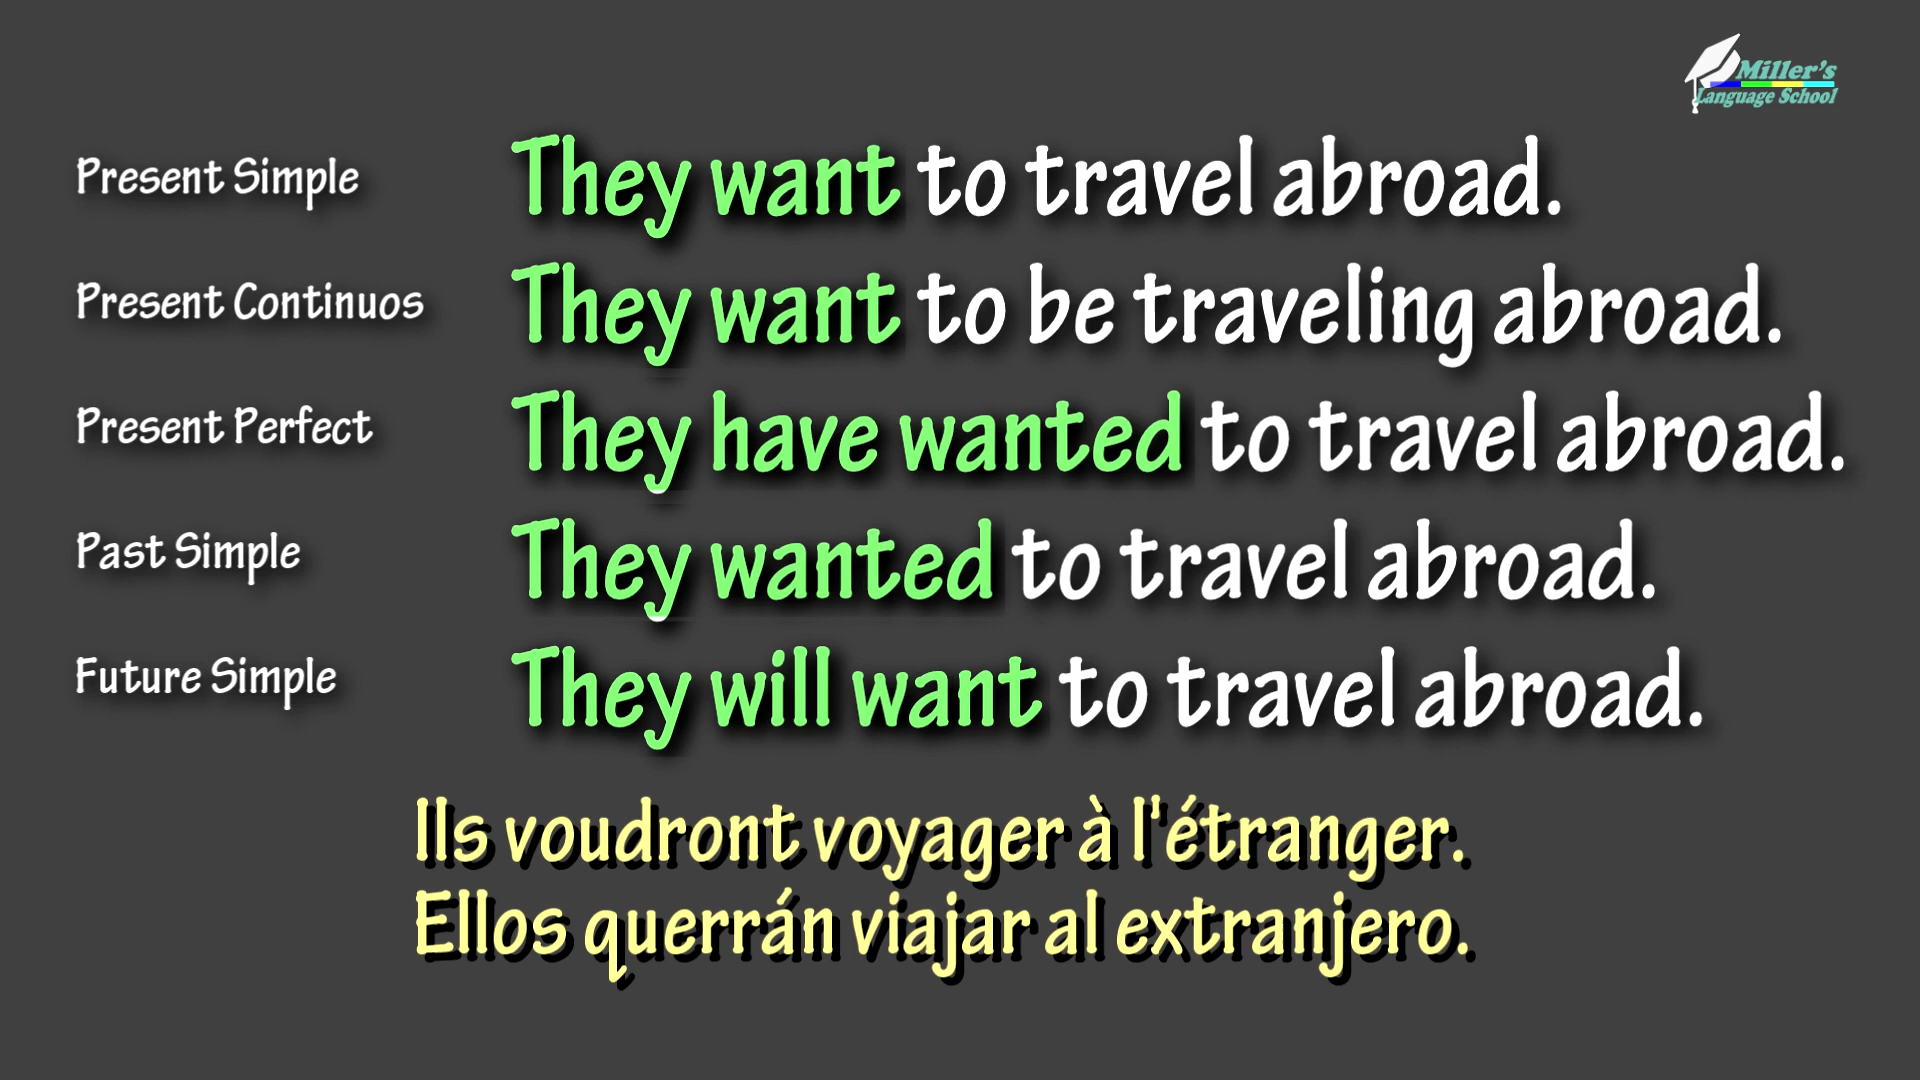 Miller's
Language School
Present Simple They want to travel abroad.
Present Continuos They want to be traveling abroad.
Present Perfect They have wanted to travel abroad.
Past Simple They wanted to travel abroad.
Future Simple They will want to travel abroad.
Ils voudront voyager à l'étranger.
Ellos querrán viajar al extranjero.